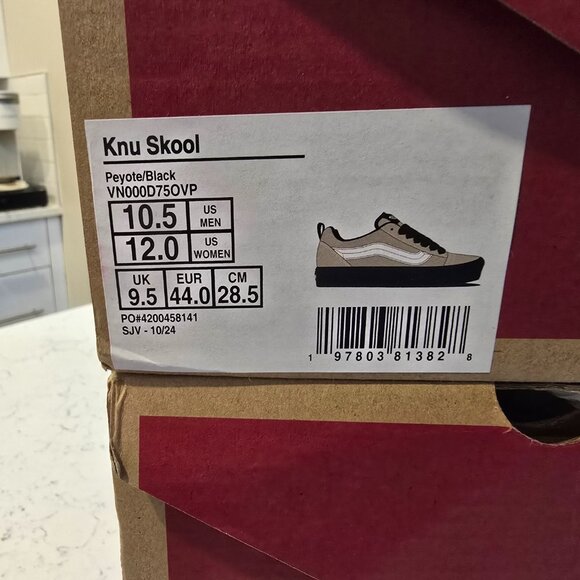 Knu Skool
Peyote/Black
VN000D75OVP
10.5 US MEN
12.0 US WOMEN
UK EUR CM
9.5 44.0 28.5
PO#4200458141
SJV - 10/24
1 97803 81382 8